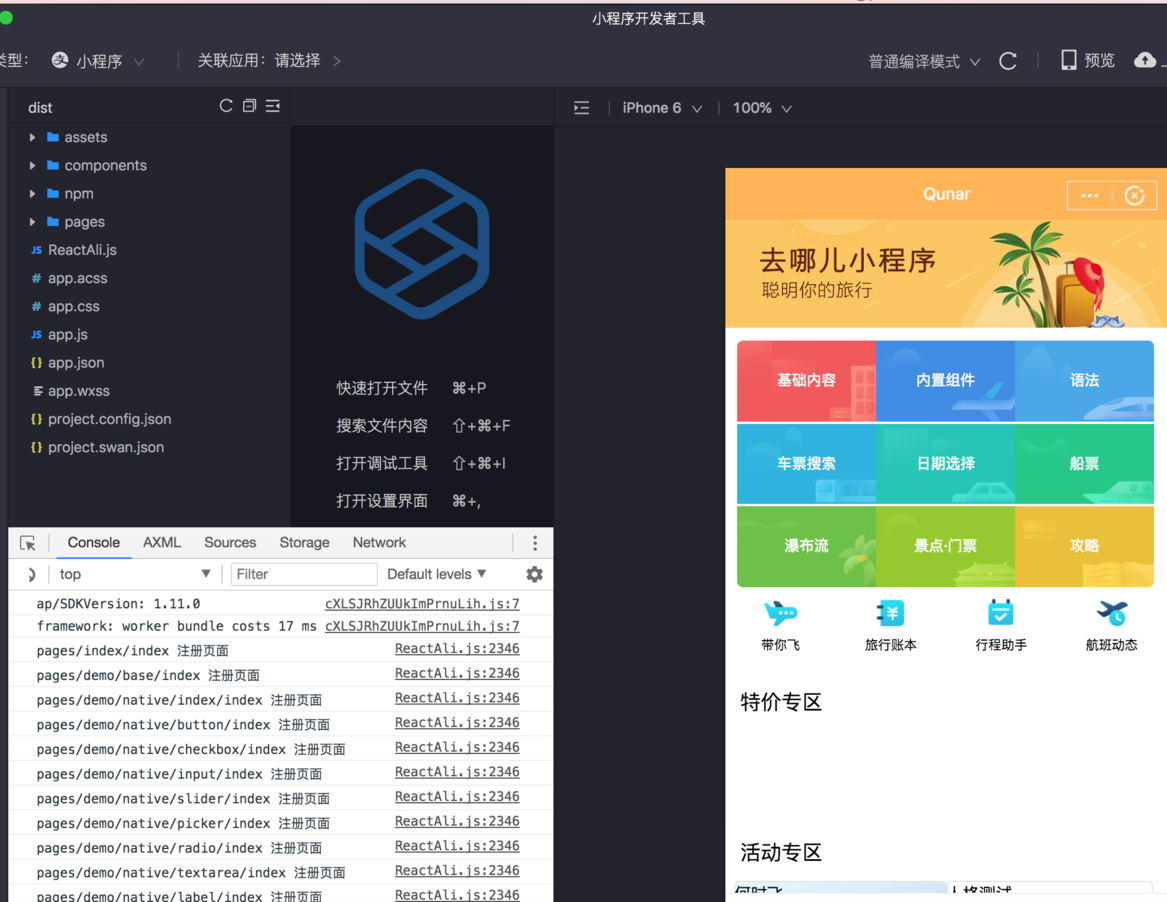 小程序开发者工具
类型： 小程序 关联应用：请选择 普通编译模式 预览
dist
assets
components
npm
pages
JS ReactAli.js
# app.acss
# app.css
JS app.js
{} app.json
app.wxss
{} project.config.json
{} project.swan.json
快速打开文件 ⌘+P
搜索文件内容 ⇧+⌘+F
打开调试工具 ⇧+⌘+I
打开设置界面 ⌘+,
iPhone 6 100%
Qunar
去哪儿小程序
聪明你的旅行
基础内容 内置组件 语法
车票搜索 日期选择 船票
瀑布流 景点·门票 攻略
带你飞 旅行账本 行程助手 航班动态
特价专区
活动专区
何时飞 人格测试
Console AXML Sources Storage Network
top Filter Default levels
ap/SDKVersion: 1.11.0 cXLSJRhZUUkImPrnuLih.js:7
framework: worker bundle costs 17 ms cXLSJRhZUUkImPrnuLih.js:7
pages/index/index 注册页面 ReactAli.js:2346
pages/demo/base/index 注册页面 ReactAli.js:2346
pages/demo/native/index/index 注册页面 ReactAli.js:2346
pages/demo/native/button/index 注册页面 ReactAli.js:2346
pages/demo/native/checkbox/index 注册页面 ReactAli.js:2346
pages/demo/native/input/index 注册页面 ReactAli.js:2346
pages/demo/native/slider/index 注册页面 ReactAli.js:2346
pages/demo/native/picker/index 注册页面 ReactAli.js:2346
pages/demo/native/radio/index 注册页面 ReactAli.js:2346
pages/demo/native/textarea/index 注册页面 ReactAli.js:2346
pages/demo/native/label/index 注册页面 ReactAli.js:2346